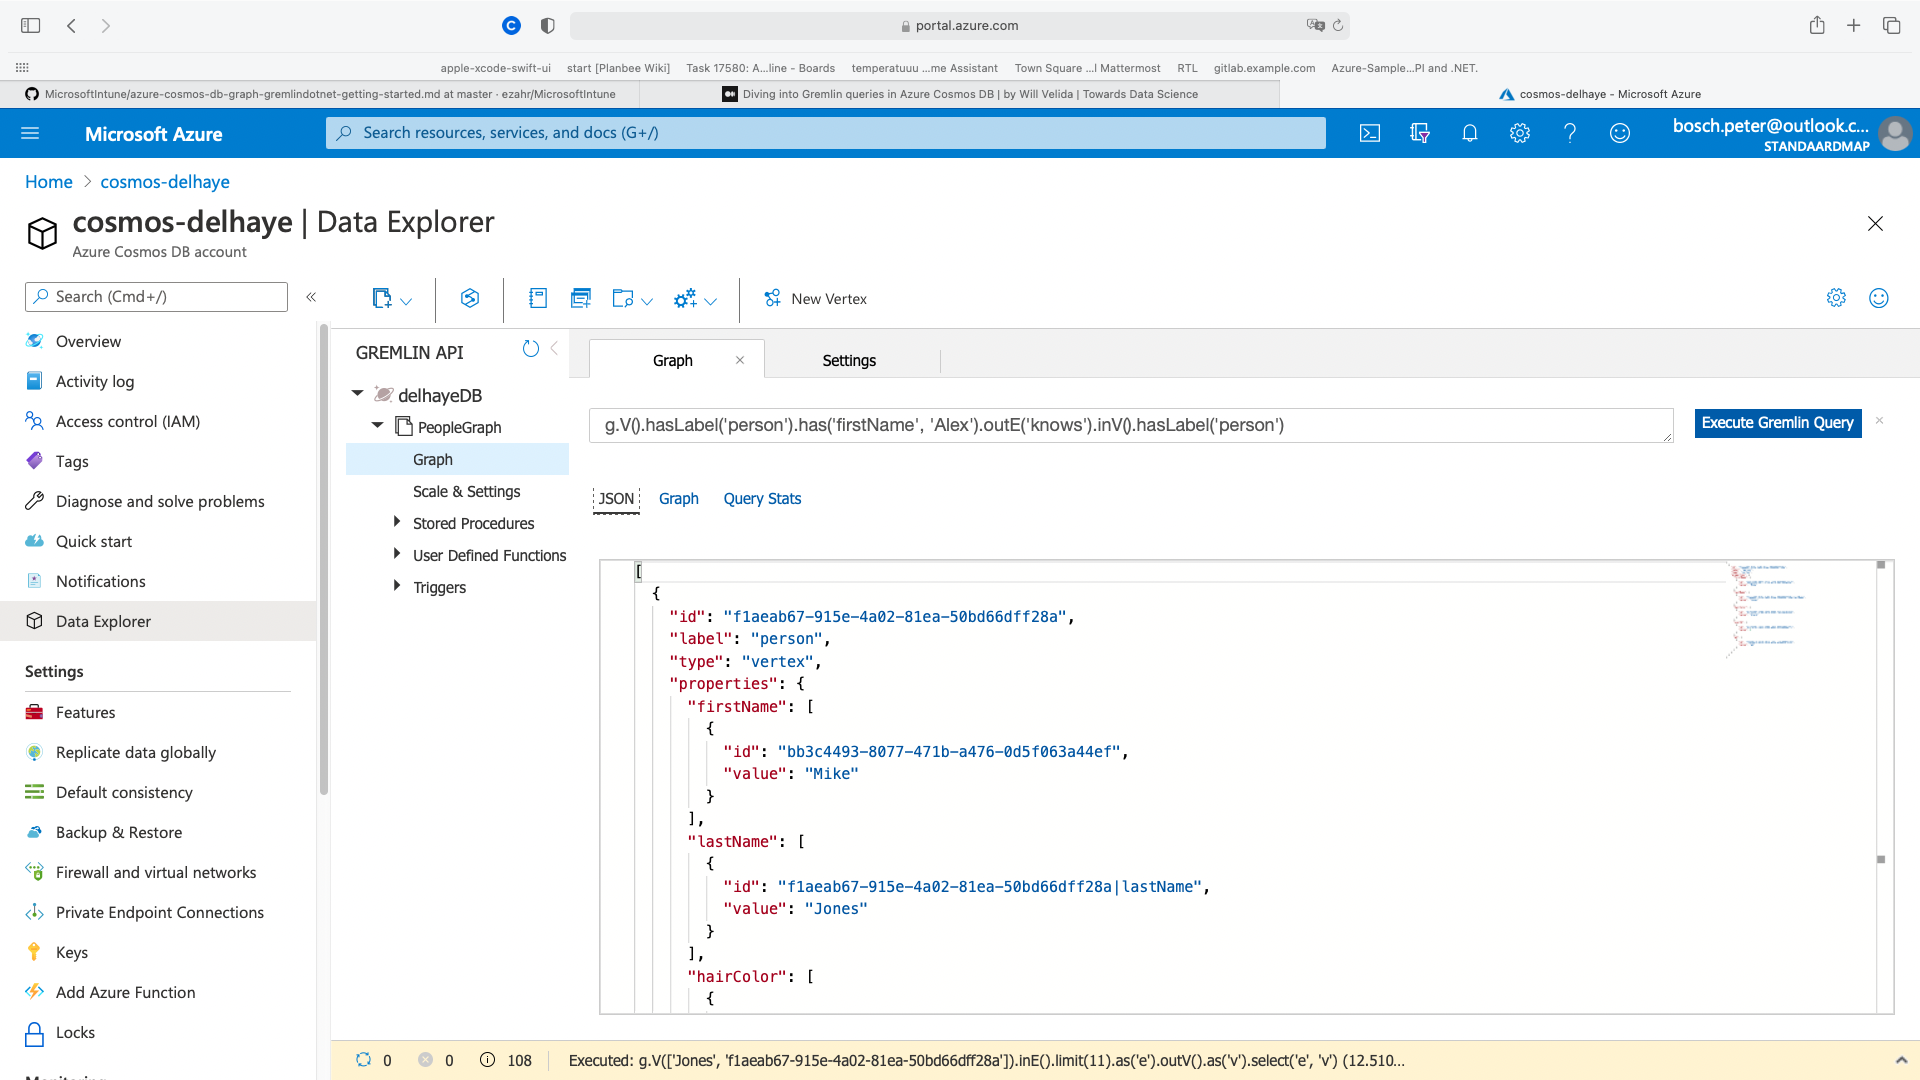 portal.azure.com
apple-xcode-swift-ui start [Planbee Wiki] Task 17580: A...line - Boards temperatuuu ...me Assistant Town Square ...l Mattermost RTL gitlab.example.com Azure-Sample...PI and .NET.
MicrosoftIntune/azure-cosmos-db-graph-gremlindotnet-getting-started.md at master · ezahr/MicrosoftIntune
Diving into Gremlin queries in Azure Cosmos DB | by Will Velida | Towards Data Science
cosmos-delhaye - Microsoft Azure
Microsoft Azure
Search resources, services, and docs (G+/)
bosch.peter@outlook.c...
STANDAARDMAP
Home > cosmos-delhaye
cosmos-delhaye | Data Explorer
Azure Cosmos DB account
Search (Cmd+/)
«
Overview
Activity log
Access control (IAM)
Tags
Diagnose and solve problems
Quick start
Notifications
Data Explorer
Settings
Features
Replicate data globally
Default consistency
Backup & Restore
Firewall and virtual networks
Private Endpoint Connections
Keys
Add Azure Function
Locks
New Vertex
GREMLIN API
delhayeDB
PeopleGraph
Graph
Scale & Settings
Stored Procedures
User Defined Functions
Triggers
Graph
Settings
g.V().hasLabel('person').has('firstName', 'Alex').outE('knows').inV().hasLabel('person')
Execute Gremlin Query
JSON Graph Query Stats
[
{
"id": "f1aeab67-915e-4a02-81ea-50bd66dff28a",
"label": "person",
"type": "vertex",
"properties": {
"firstName": [
{
"id": "bb3c4493-8077-471b-a476-0d5f063a44ef",
"value": "Mike"
}
],
"lastName": [
{
"id": "f1aeab67-915e-4a02-81ea-50bd66dff28a|lastName",
"value": "Jones"
}
],
"hairColor": [
{
0 0 108 Executed: g.V(['Jones', 'f1aeab67-915e-4a02-81ea-50bd66dff28a']).inE().limit(11).as('e').outV().as('v').select('e', 'v') (12.510...